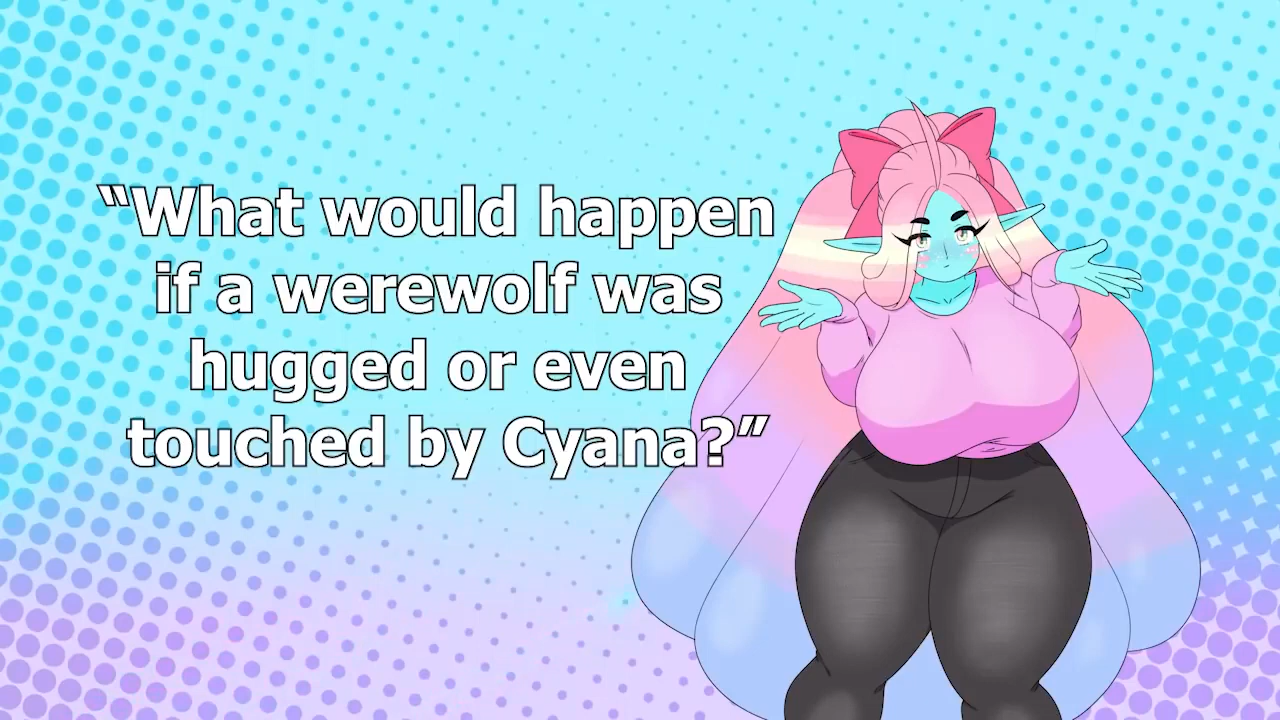 “What would happen
if a werewolf was
hugged or even
touched by Cyana?”